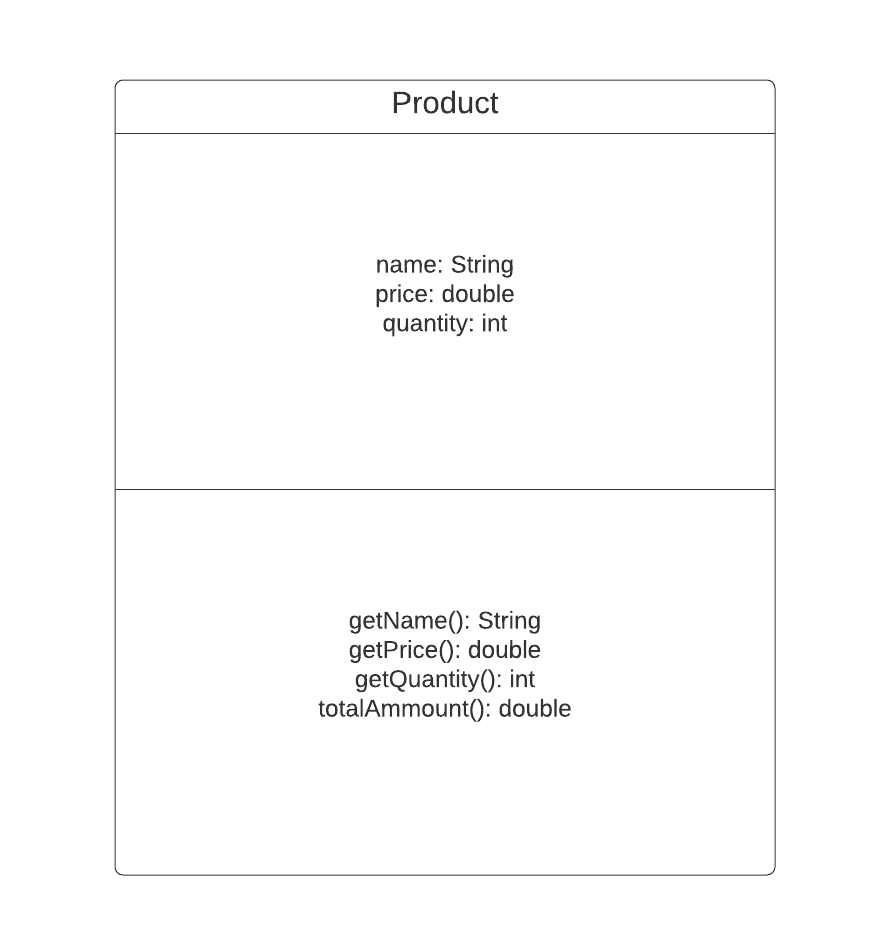 Product
name: String
price: double
quantity: int
getName(): String
getPrice(): double
getQuantity(): int
totalAmmount(): double